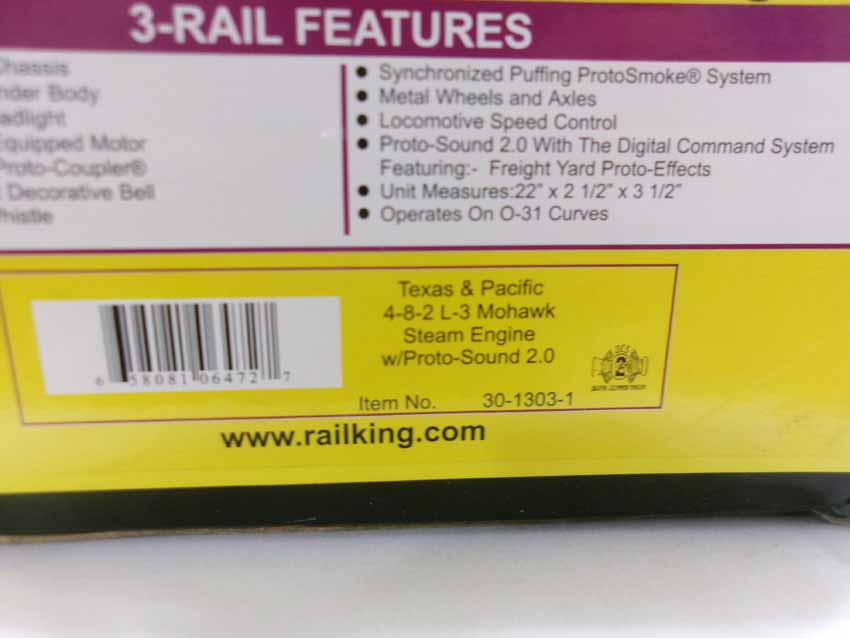 3-RAIL FEATURES
Chassis
nder Body
eadlight
Equipped Motor
Proto-Coupler®
Decorative Bell
histle
● Synchronized Puffing ProtoSmoke® System
● Metal Wheels and Axles
● Locomotive Speed Control
● Proto-Sound 2.0 With The Digital Command System
Featuring:- Freight Yard Proto-Effects
● Unit Measures:22" x 2 1/2" x 3 1/2"
● Operates On O-31 Curves
6 58081 06472 7
Texas & Pacific
4-8-2 L-3 Mohawk
Steam Engine
w/Proto-Sound 2.0
Item No. 30-1303-1
www.railking.com